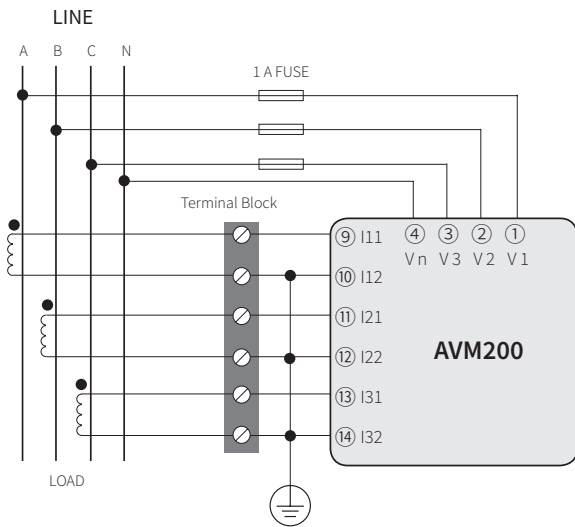 LINE
A B C N
1 A FUSE
Terminal Block
④ ③ ② ①
Vn V3 V2 V1
⑨ I11
⑩ I12
⑪ I21
⑫ I22
⑬ I31
⑭ I32
AVM200
LOAD